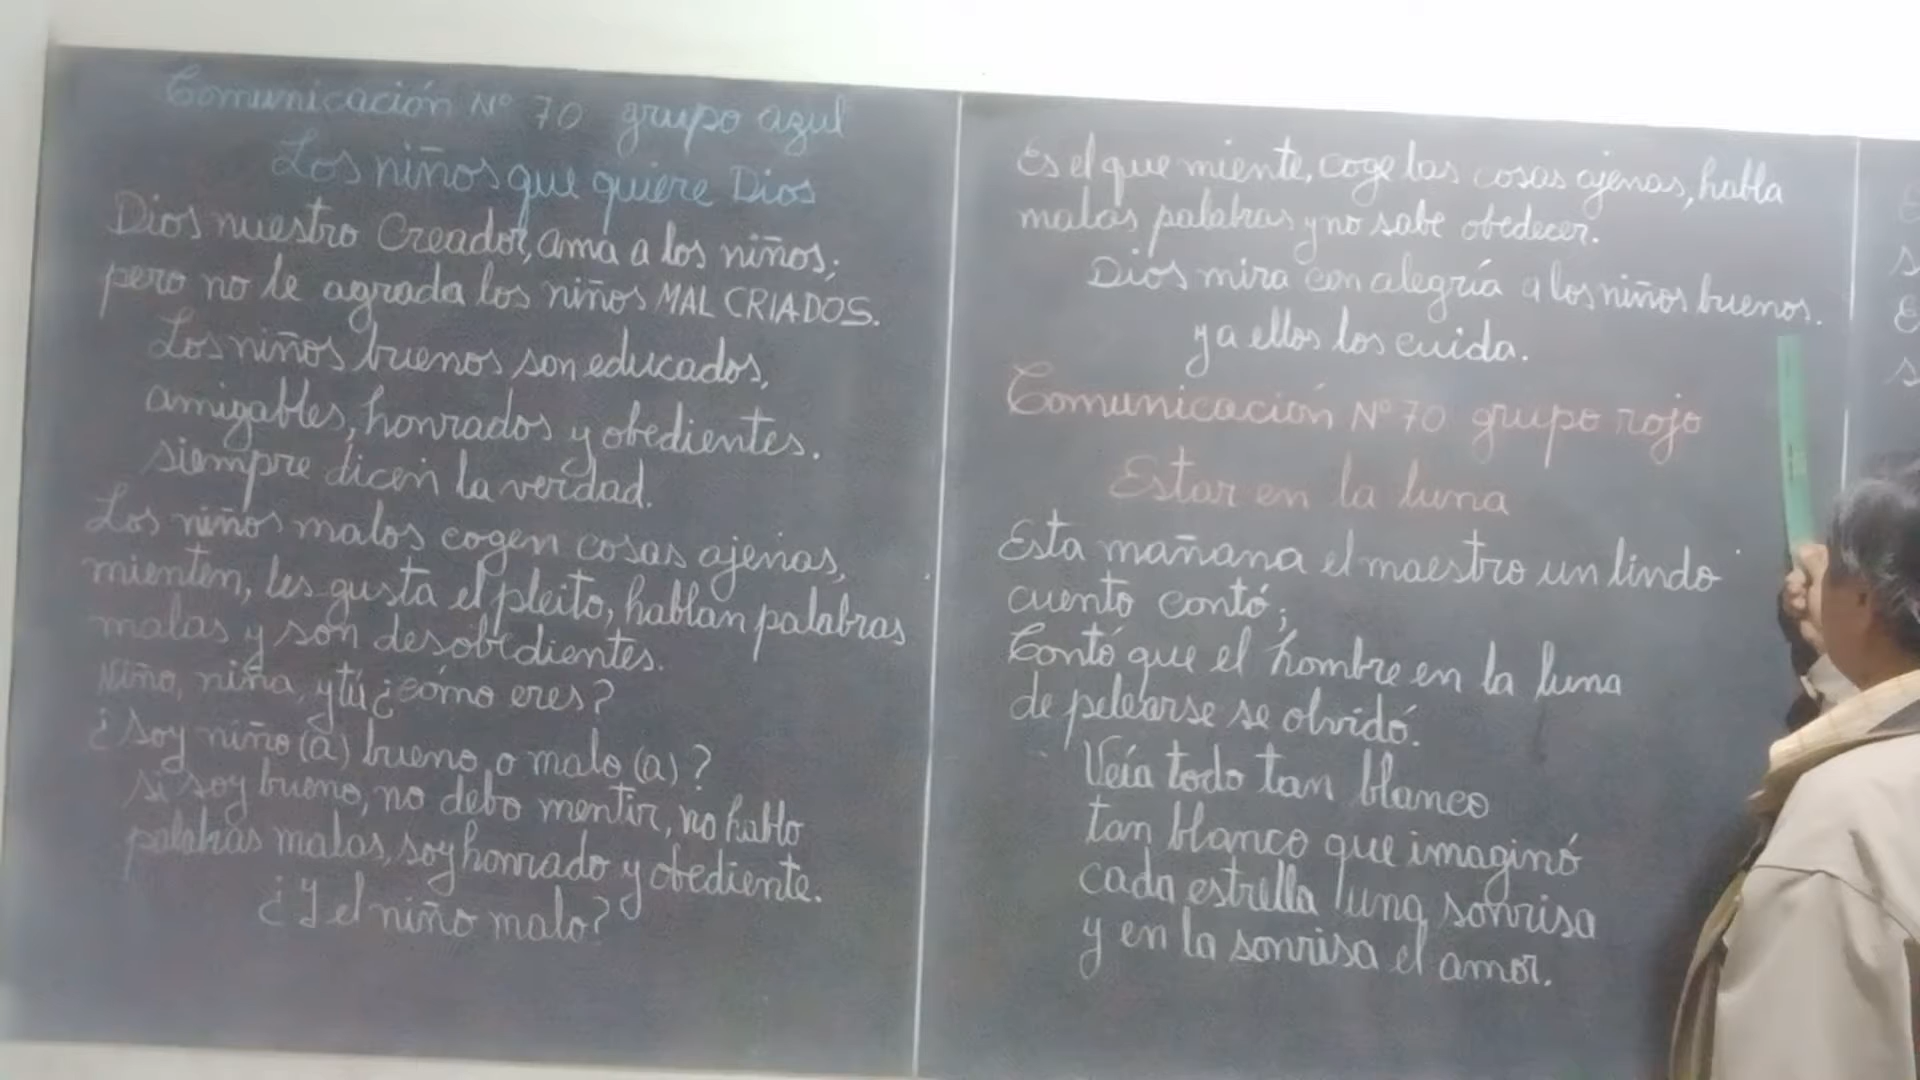 Comunicación Nº 70 grupo azul
Los niños que quiere Dios
Dios nuestro Creador, ama a los niños;
pero no le agrada los niños MAL CRIADOS.
Los niños buenos son educados,
amigables, honrados y obedientes.
siempre dicen la verdad.
Los niños malos cogen cosas ajenas,
mienten, les gusta el pleito, hablan palabras
malas y son desobedientes.
Niño, niña, y tú ¿cómo eres?
¿Soy niño (a) bueno o malo (a)?
Si soy bueno, no debo mentir, no hablo
palabras malas, soy honrado y obediente.
¿Y el niño malo?
Es el que miente, coge las cosas ajenas, habla
malas palabras y no sabe obedecer.
Dios mira con alegría a los niños buenos.
y a ellos los cuida.
Comunicación Nº 70 grupo rojo
Estar en la luna
Esta mañana el maestro un lindo
cuento contó;
Contó que el hombre en la luna
de pelearse se olvidó.
Veía todo tan blanco
tan blanco que imaginó
cada estrella una sonrisa
y en la sonrisa el amor.